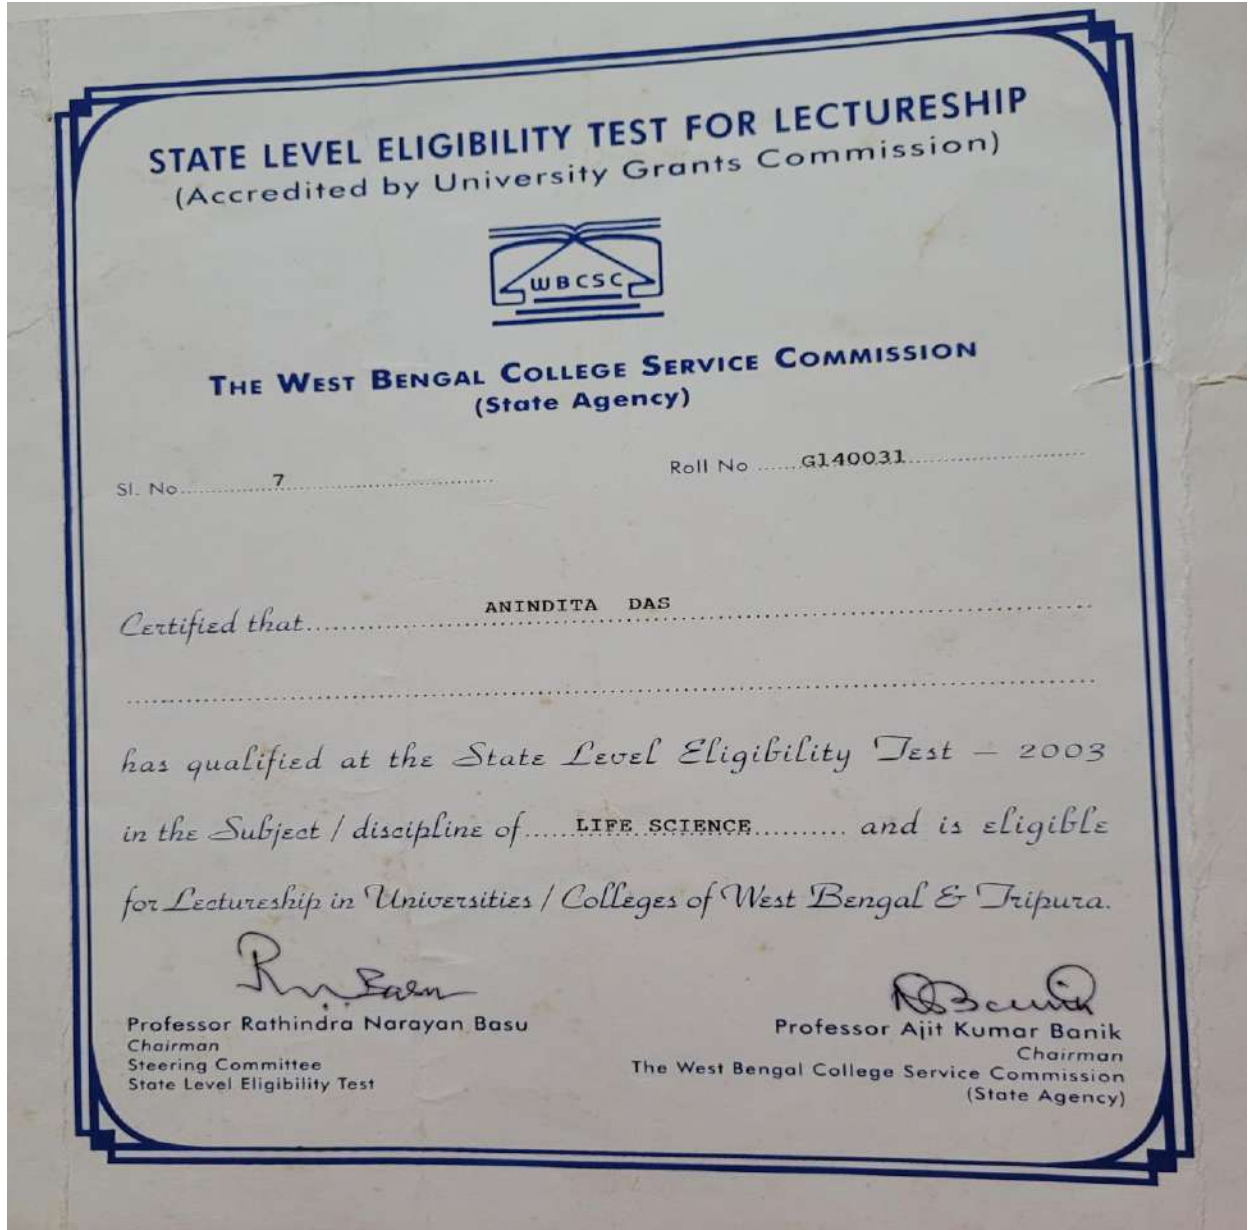 STATE LEVEL ELIGIBILITY TEST FOR LECTURESHIP
(Accredited by University Grants Commission)
WBCSC
THE WEST BENGAL COLLEGE SERVICE COMMISSION
(State Agency)
Sl. No. 7 Roll No G140031
Certified that ANINDITA DAS
has qualified at the State Level Eligibility Test – 2003
in the Subject / discipline of LIFE SCIENCE and is eligible
for Lectureship in Universities / Colleges of West Bengal & Tripura.
Professor Rathindra Narayan Basu
Chairman
Steering Committee
State Level Eligibility Test
Professor Ajit Kumar Banik
Chairman
The West Bengal College Service Commission
(State Agency)